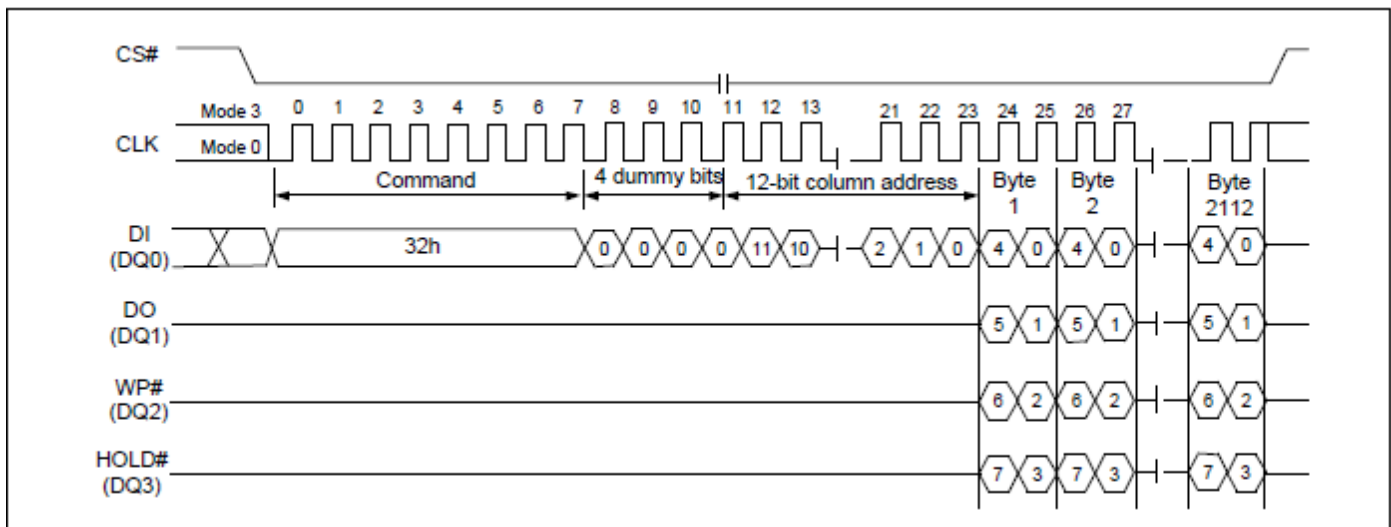 CS#
Mode 3 0 1 2 3 4 5 6 7 8 9 10 11 12 13 21 22 23 24 25 26 27
CLK Mode 0
Command 4 dummy bits 12-bit column address Byte 1 Byte 2 Byte 2112
DI (DQ0) 32h 0 0 0 0 11 10 2 1 0 4 0 4 0 4 0
DO (DQ1) 5 1 5 1 5 1
WP# (DQ2) 6 2 6 2 6 2
HOLD# (DQ3) 7 3 7 3 7 3